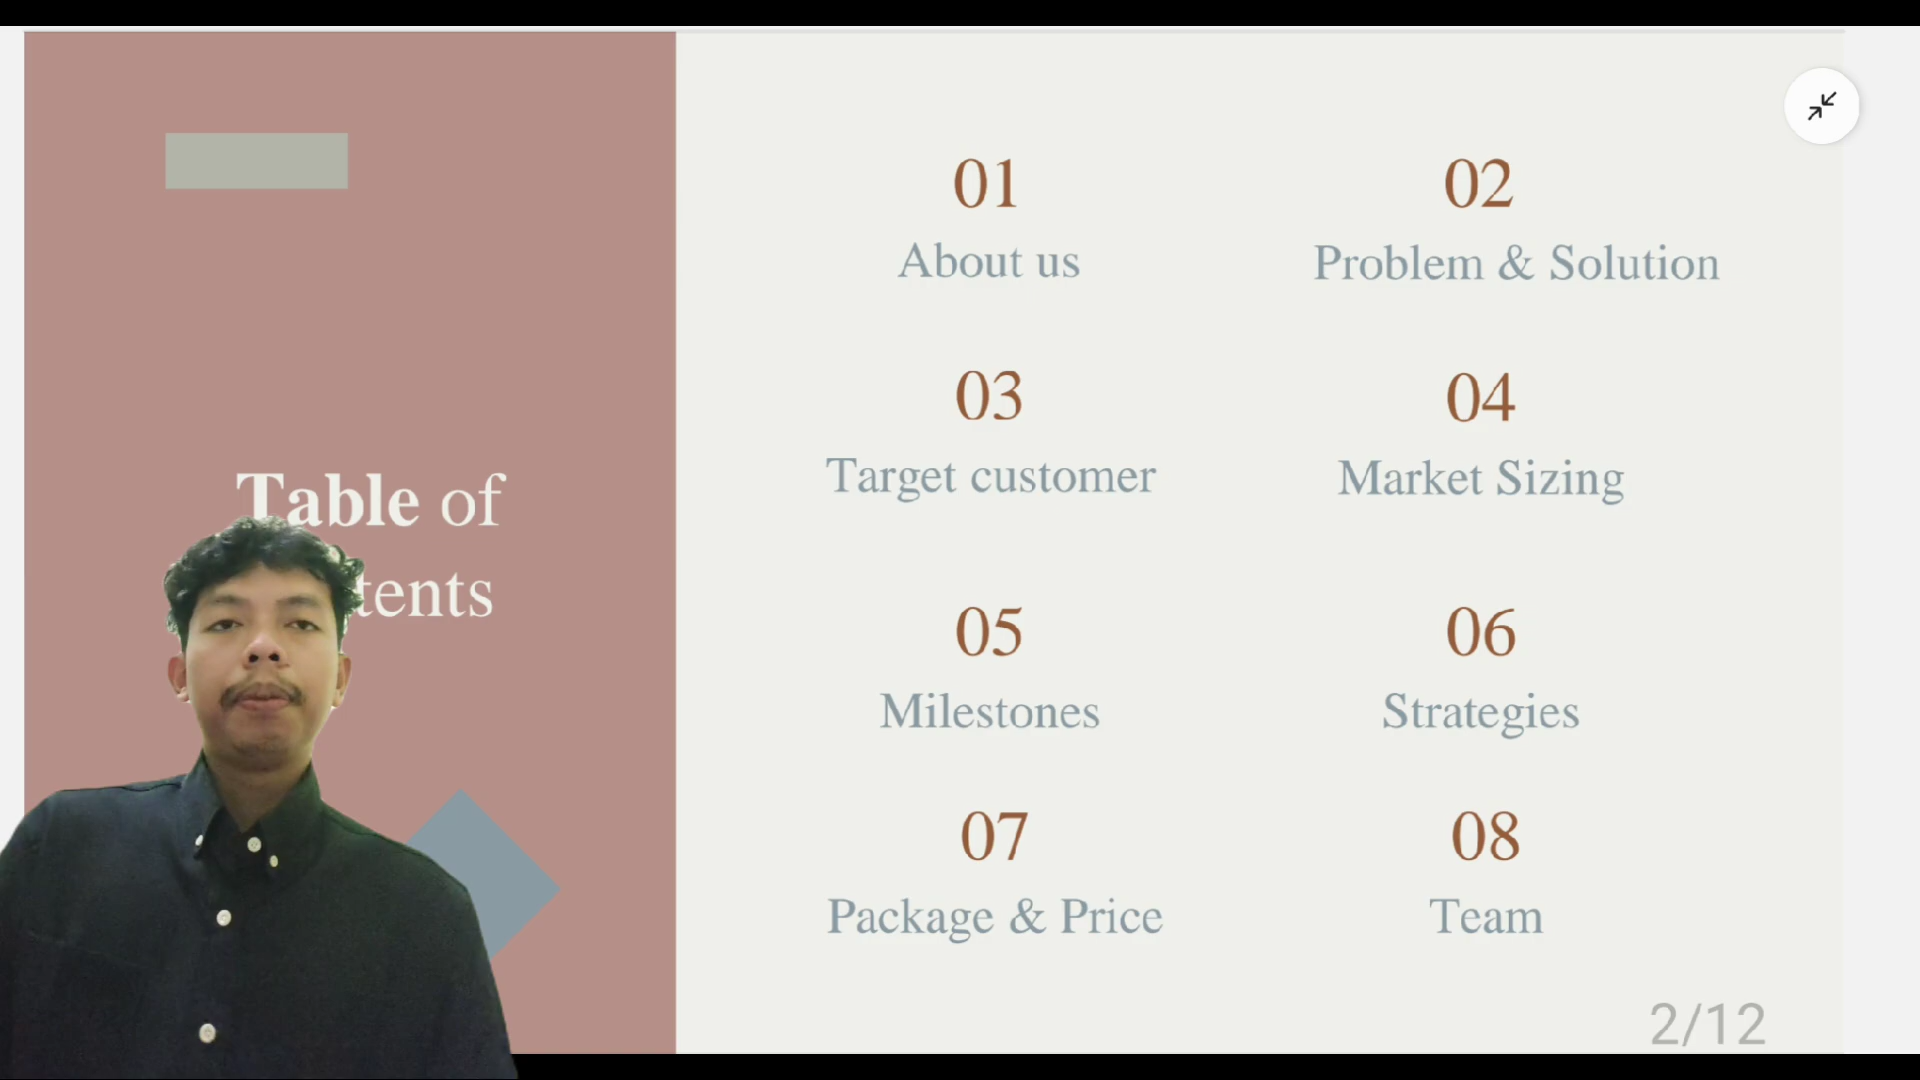 Table of
tents
01
About us
02
Problem & Solution
03
Target customer
04
Market Sizing
05
Milestones
06
Strategies
07
Package & Price
08
Team
2/12